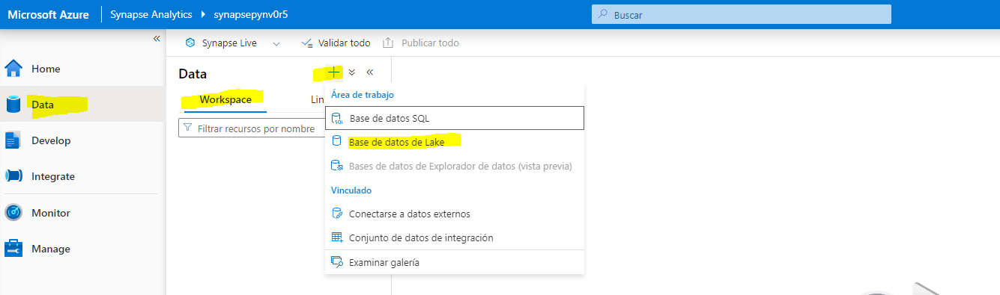 Microsoft Azure
Synapse Analytics
synapsepynv0r5
Buscar
Synapse Live
Validar todo
Publicar todo
Home
Data
Develop
Integrate
Monitor
Manage
Data
Workspace
Lin
Filtrar recursos por nombre
Área de trabajo
Base de datos SQL
Base de datos de Lake
Bases de datos de Explorador de datos (vista previa)
Vinculado
Conectarse a datos externos
Conjunto de datos de integración
Examinar galería